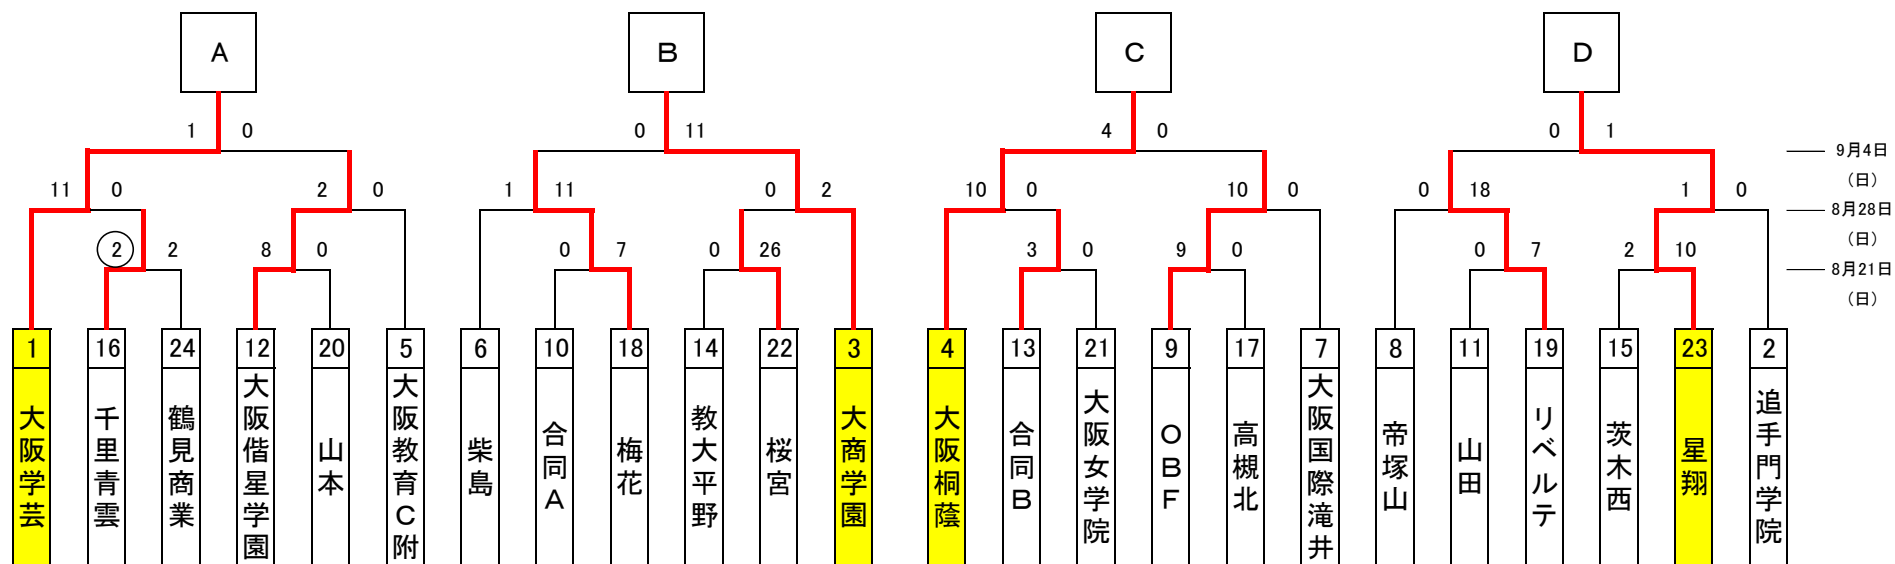 A B C D
1 0 0 11 4 0 0 1
9月4日
(日)
11 0 2 0 1 11 0 2 10 0 10 0 0 18 1 0
8月28日
(日)
2 2 8 0 0 7 0 26 3 0 9 0 0 7 2 10
8月21日
(日)
1 16 24 12 20 5 6 10 18 14 22 3 4 13 21 9 17 7 8 11 19 15 23 2
大阪学芸
千里青雲
鶴見商業
大阪偕星学園
山本
大阪教育C附
柴島
合同A
梅花
教大平野
桜宮
大商学園
大阪桐蔭
合同B
大阪女学院
OBF
高槻北
大阪国際滝井
帝塚山
山田
リベルテ
茨木西
星翔
追手門学院